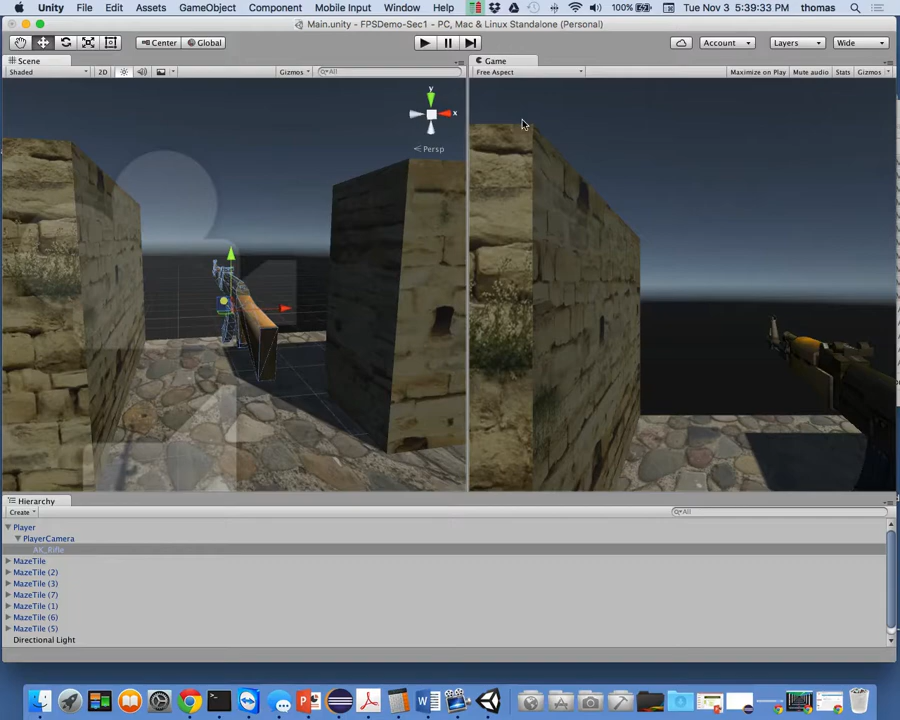 Unity File Edit Assets GameObject Component Mobile Input Window Help 100% Tue Nov 3 5:39:33 PM thomas
Main.unity - FPSDemo-Sec1 - PC, Mac & Linux Standalone (Personal)
Center Global Account Layers Wide
Scene Game
Shaded 2D Gizmos All Free Aspect Maximize on Play Mute audio Stats Gizmos
y
x
Persp
Hierarchy
Create All
Player
PlayerCamera
AK_Rifle
MazeTile
MazeTile (2)
MazeTile (3)
MazeTile (7)
MazeTile (1)
MazeTile (6)
MazeTile (5)
Directional Light